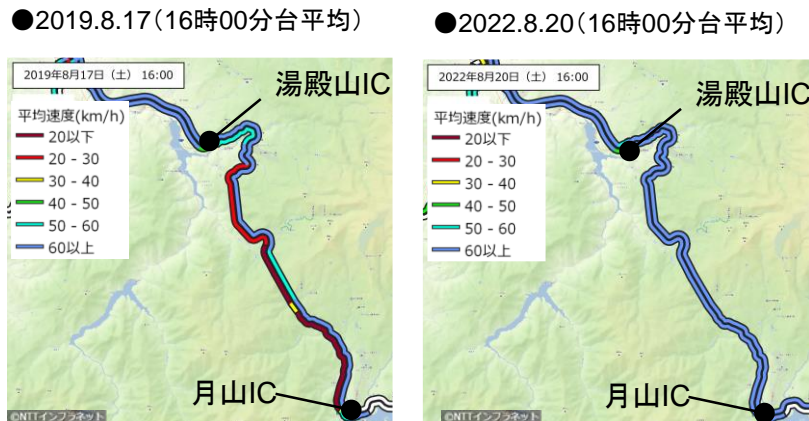 ●2019.8.17（16時00分台平均）
2019年8月17日（土） 16:00
湯殿山IC
平均速度(km/h)
20以下
20 - 30
30 - 40
40 - 50
50 - 60
60以上
月山IC
©NTTインフラネット
●2022.8.20（16時00分台平均）
2022年8月20日（土） 16:00
湯殿山IC
平均速度(km/h)
20以下
20 - 30
30 - 40
40 - 50
50 - 60
60以上
月山IC
©NTTインフラネット